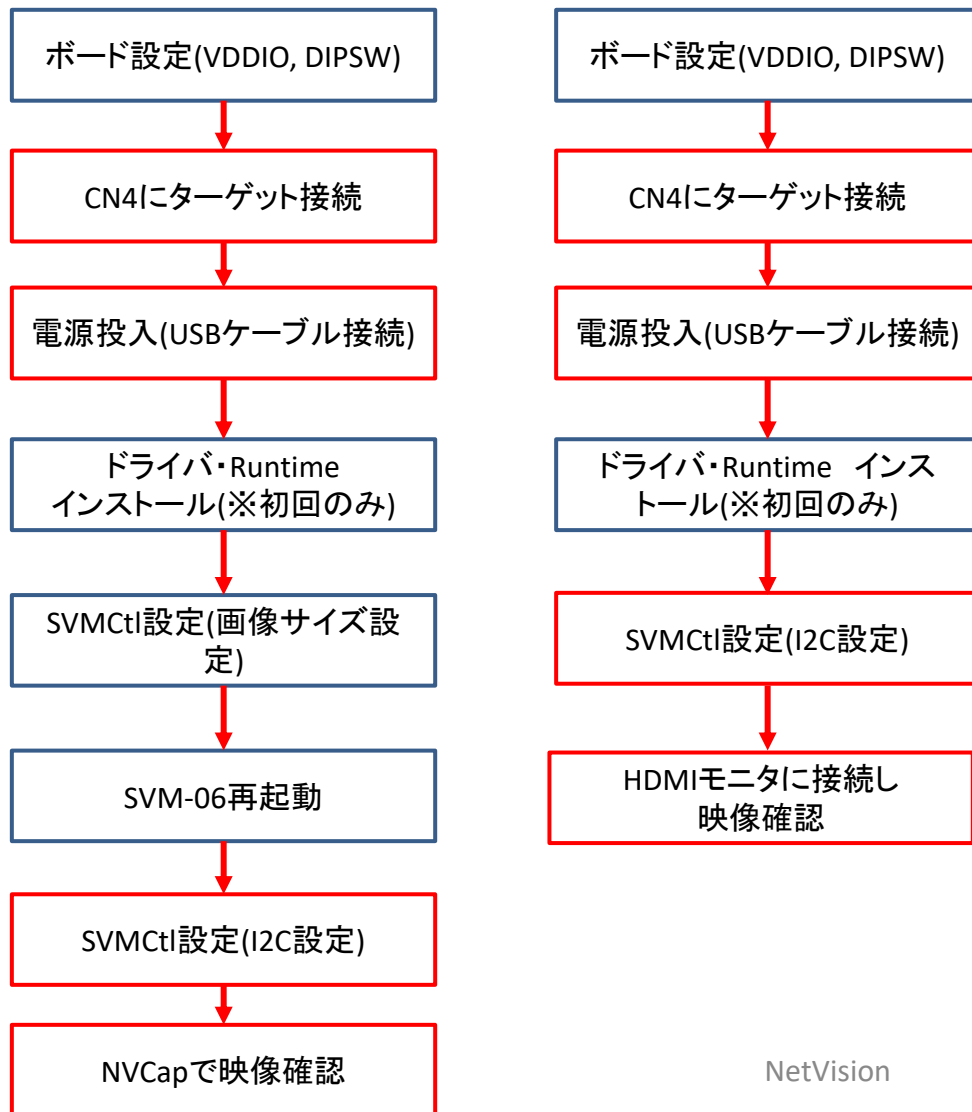 ボード設定(VDDIO, DIPSW)
CN4にターゲット接続
電源投入(USBケーブル接続)
ドライバ・Runtime
インストール(※初回のみ)
SVMCtl設定(画像サイズ設
定)
SVM-06再起動
SVMCtl設定(I2C設定)
NVCapで映像確認
ボード設定(VDDIO, DIPSW)
CN4にターゲット接続
電源投入(USBケーブル接続)
ドライバ・Runtime　インス
トール(※初回のみ)
SVMCtl設定(I2C設定)
HDMIモニタに接続し
映像確認
NetVision